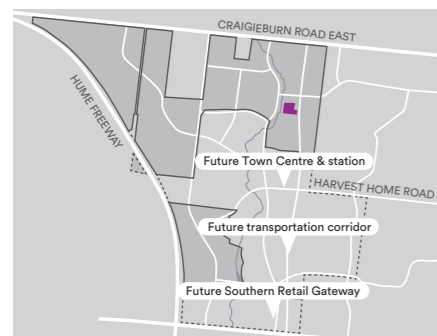 CRAIGIEBURN ROAD EAST
HUME FREEWAY
Future Town Centre & station
HARVEST HOME ROAD
Future transportation corridor
Future Southern Retail Gateway